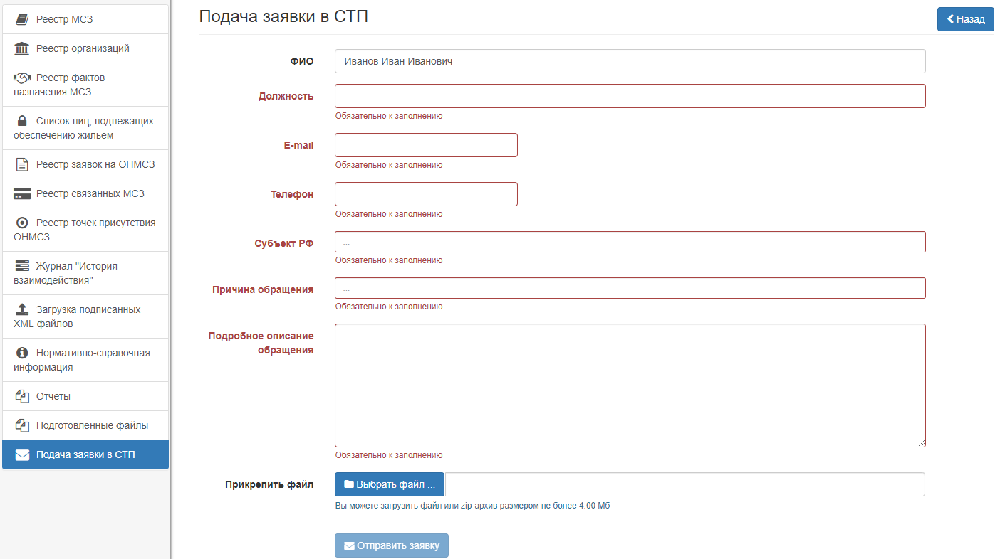 Реестр МСЗ
Реестр организаций
Реестр фактов
назначения МСЗ
Список лиц, подлежащих
обеспечению жильем
Реестр заявок на ОНМСЗ
Реестр связанных МСЗ
Реестр точек присутствия
ОНМСЗ
Журнал "История
взаимодействия"
Загрузка подписанных
XML файлов
Нормативно-справочная
информация
Отчеты
Подготовленные файлы
Подача заявки в СТП
Подача заявки в СТП
Назад
ФИО
Иванов Иван Иванович
Должность
Обязательно к заполнению
E-mail
Обязательно к заполнению
Телефон
Обязательно к заполнению
Субъект РФ
...
Обязательно к заполнению
Причина обращения
...
Обязательно к заполнению
Подробное описание
обращения
Обязательно к заполнению
Прикрепить файл
Выбрать файл ...
Вы можете загрузить файл или zip-архив размером не более 4.00 Мб
Отправить заявку